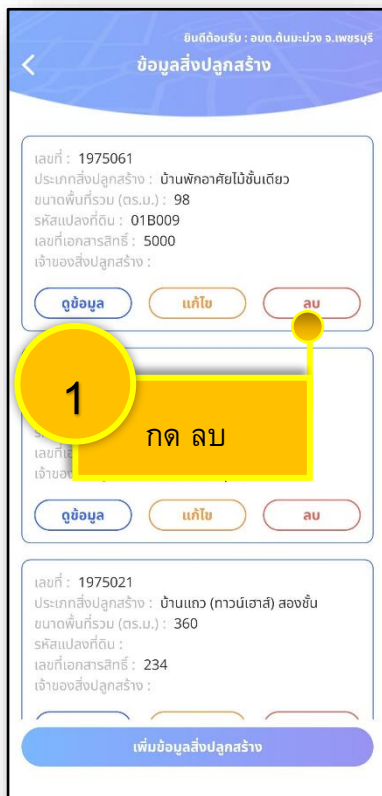 ยินดีต้อนรับ : อบต.ต้นมะม่วง จ.เพชรบุรี
ข้อมูลสิ่งปลูกสร้าง
เลขที่ : 1975061
ประเภทสิ่งปลูกสร้าง : บ้านพักอาศัยไม้ชั้นเดียว
ขนาดพื้นที่รวม (ตร.ม.) : 98
รหัสแปลงที่ดิน : 01B009
เลขที่เอกสารสิทธิ์ : 5000
เจ้าของสิ่งปลูกสร้าง :
ดูข้อมูล แก้ไข ลบ
1
กด ลบ
ดูข้อมูล แก้ไข ลบ
เลขที่ : 1975021
ประเภทสิ่งปลูกสร้าง : บ้านแถว (ทาวน์เฮาส์) สองชั้น
ขนาดพื้นที่รวม (ตร.ม.) : 360
รหัสแปลงที่ดิน :
เลขที่เอกสารสิทธิ์ : 234
เจ้าของสิ่งปลูกสร้าง :
เพิ่มข้อมูลสิ่งปลูกสร้าง